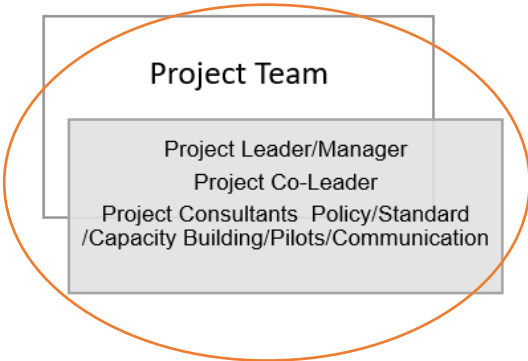 Project Team
Project Leader/Manager
Project Co-Leader
Project Consultants  Policy/Standard
/Capacity Building/Pilots/Communication